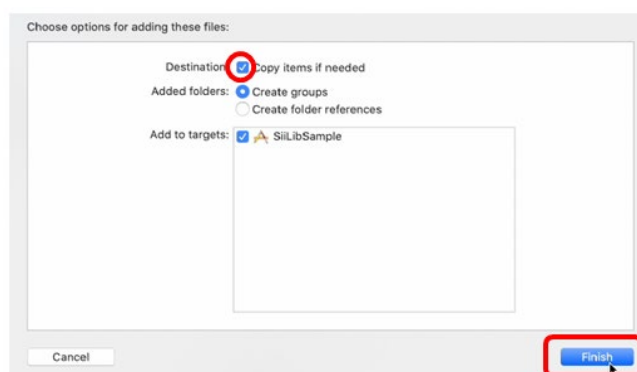 Choose options for adding these files:
Destination: Copy items if needed
Added folders: Create groups
Create folder references
Add to targets: SiiLibSample
Cancel Finish